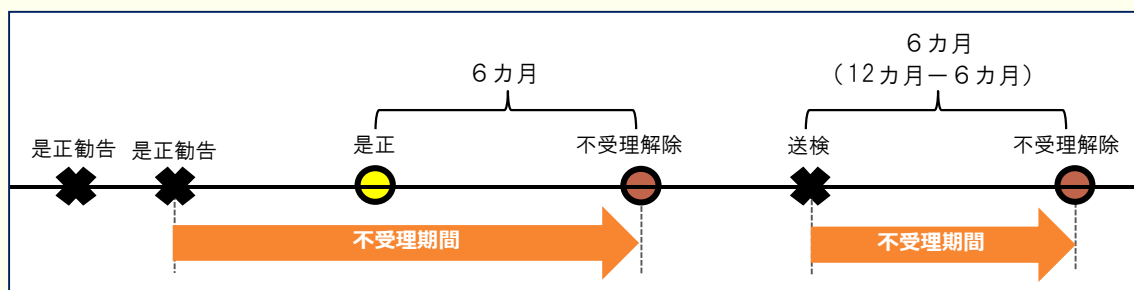 6カ月
6カ月
（12カ月－6カ月）
是正勧告
是正勧告
是正
不受理解除
送検
不受理解除
不受理期間
不受理期間